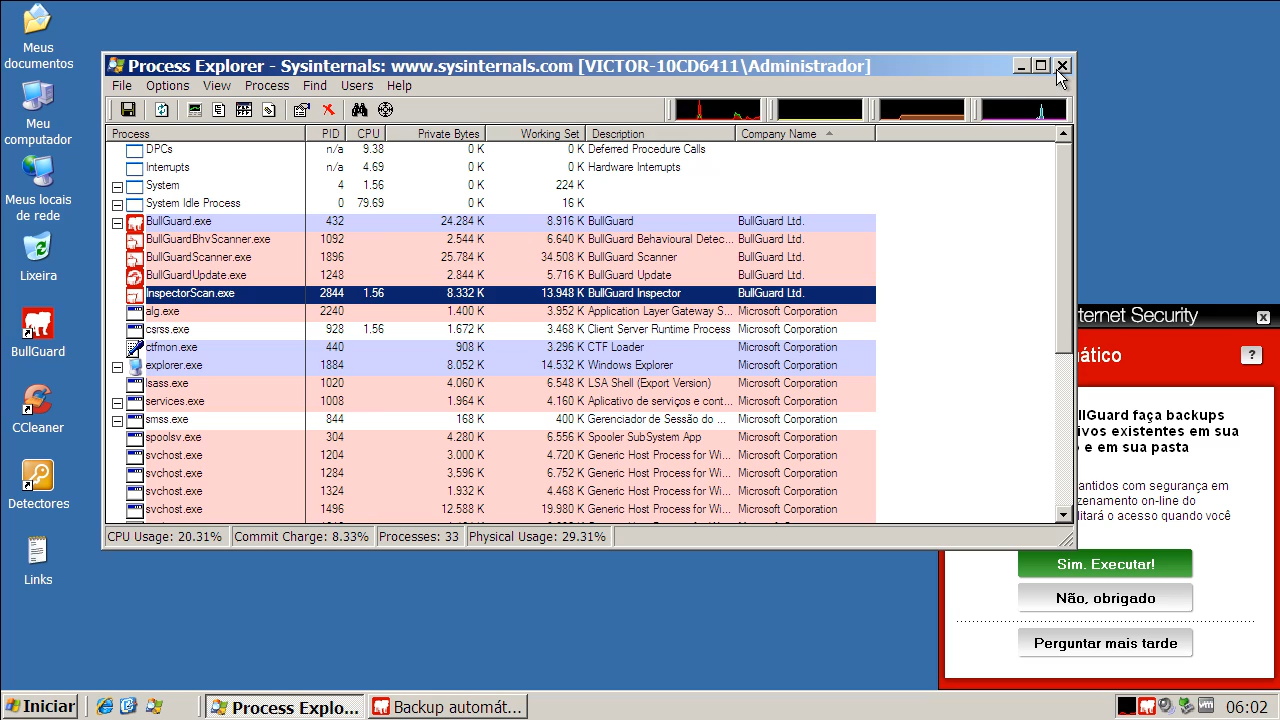 Meus
documentos
Meu
computador
Meus locais
de rede
Lixeira
BullGuard
CCleaner
Detectores
Links
Process Explorer - Sysinternals: www.sysinternals.com [VICTOR-10CD6411\Administrador]
File Options View Process Find Users Help
Process PID CPU Private Bytes Working Set Description Company Name
DPCs n/a 9.38 0 K 0 K Deferred Procedure Calls
Interrupts n/a 4.69 0 K 0 K Hardware Interrupts
System 4 1.56 0 K 224 K
System Idle Process 0 79.69 0 K 16 K
BullGuard.exe 432 24.284 K 8.916 K BullGuard BullGuard Ltd.
BullGuardBhvScanner.exe 1092 2.544 K 6.640 K BullGuard Behavioural Detec... BullGuard Ltd.
BullGuardScanner.exe 1896 25.784 K 34.508 K BullGuard Scanner BullGuard Ltd.
BullGuardUpdate.exe 1248 2.844 K 5.716 K BullGuard Update BullGuard Ltd.
InspectorScan.exe 2844 1.56 8.332 K 13.948 K BullGuard Inspector BullGuard Ltd.
alg.exe 2240 1.400 K 3.952 K Application Layer Gateway S... Microsoft Corporation
csrss.exe 928 1.56 1.672 K 3.468 K Client Server Runtime Process Microsoft Corporation
ctfmon.exe 440 908 K 3.296 K CTF Loader Microsoft Corporation
explorer.exe 1884 8.052 K 14.532 K Windows Explorer Microsoft Corporation
lsass.exe 1020 4.060 K 6.548 K LSA Shell (Export Version) Microsoft Corporation
services.exe 1008 1.964 K 4.160 K Aplicativo de serviços e cont... Microsoft Corporation
smss.exe 844 168 K 400 K Gerenciador de Sessão do ... Microsoft Corporation
spoolsv.exe 304 4.280 K 6.556 K Spooler SubSystem App Microsoft Corporation
svchost.exe 1204 3.000 K 4.720 K Generic Host Process for Wi... Microsoft Corporation
svchost.exe 1284 3.596 K 6.752 K Generic Host Process for Wi... Microsoft Corporation
svchost.exe 1324 1.932 K 4.468 K Generic Host Process for Wi... Microsoft Corporation
svchost.exe 1496 12.588 K 19.980 K Generic Host Process for Wi... Microsoft Corporation
CPU Usage: 20.31% Commit Charge: 8.33% Processes: 33 Physical Usage: 29.31%
ternet Security
ático ?
llGuard faça backups
ivos existentes em sua
o e em sua pasta
antidos com segurança em
zenamento on-line do
litará o acesso quando você
Sim. Executar!
Não, obrigado
Perguntar mais tarde
Iniciar Process Explo... Backup automát... 06:02